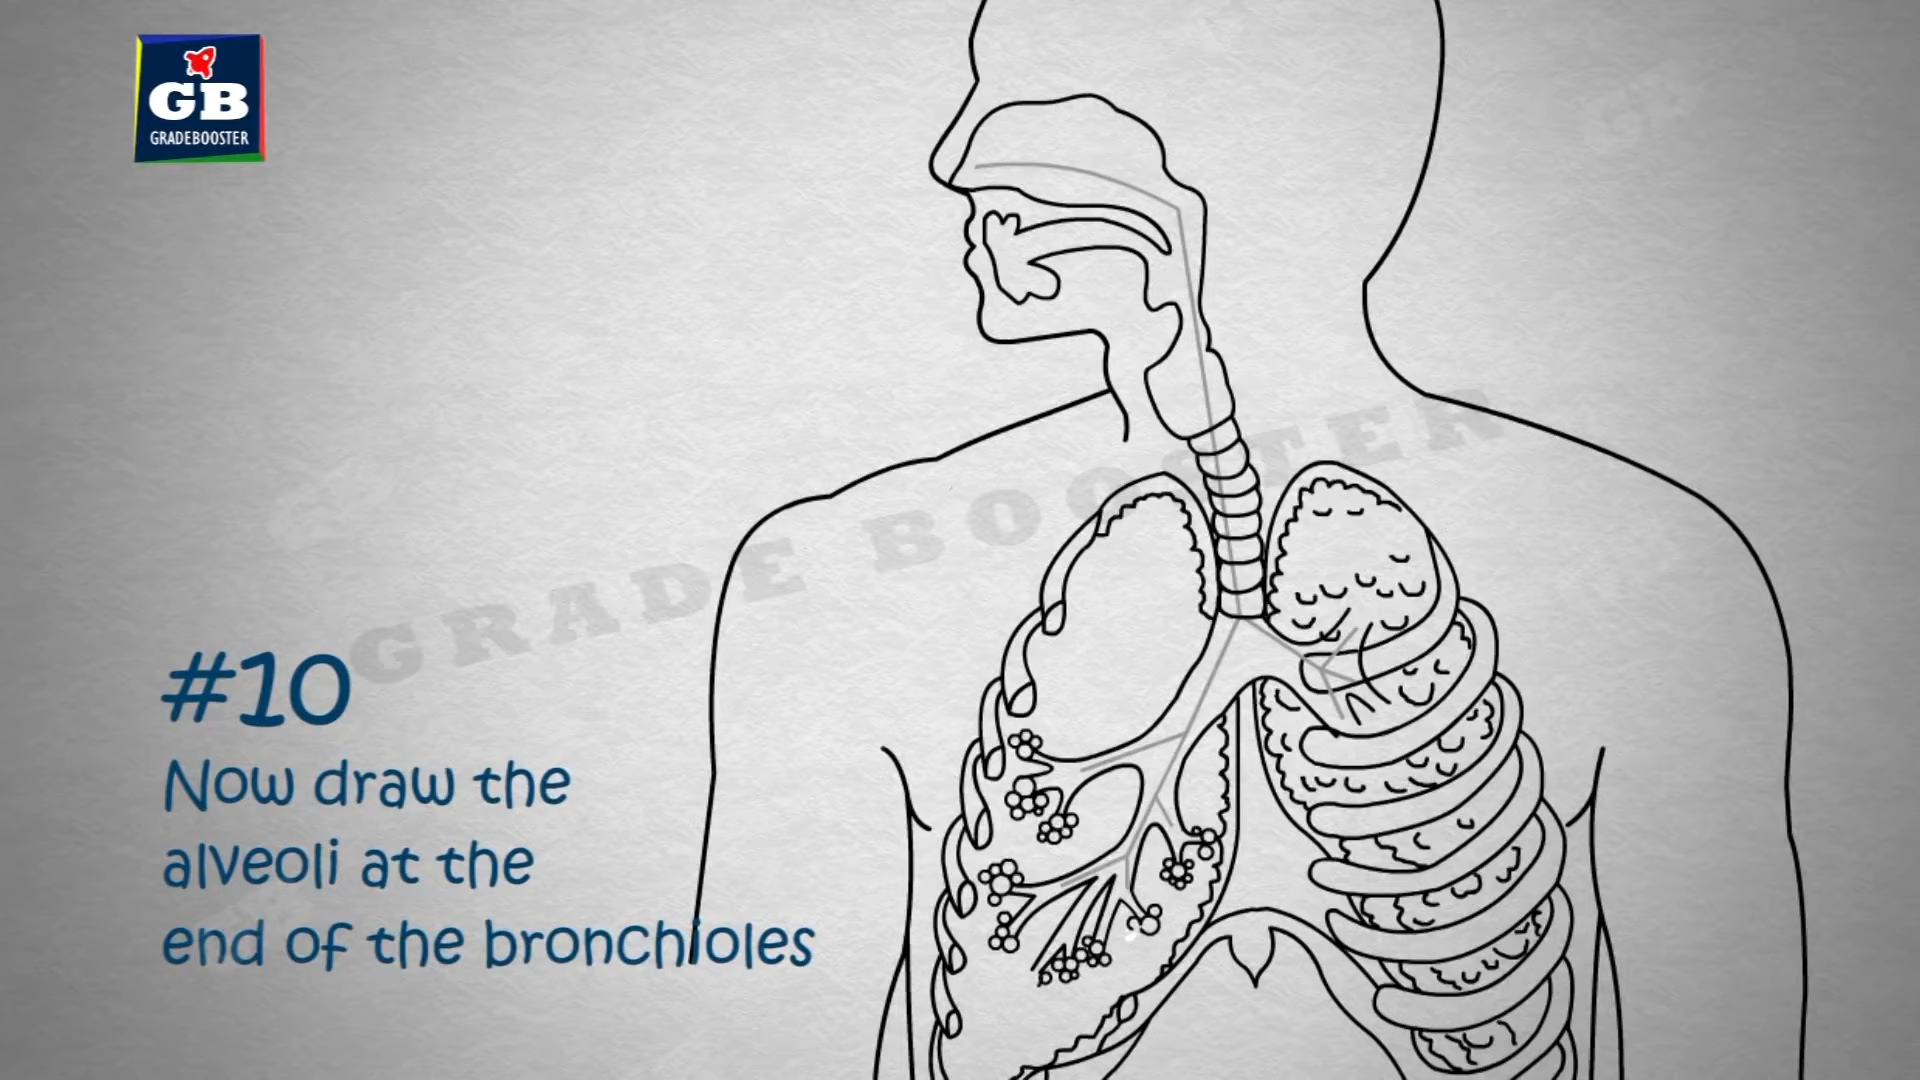 GB
GRADEBOOSTER
GRADE BOOSTER
#10
Now draw the
alveoli at the
end of the bronchioles